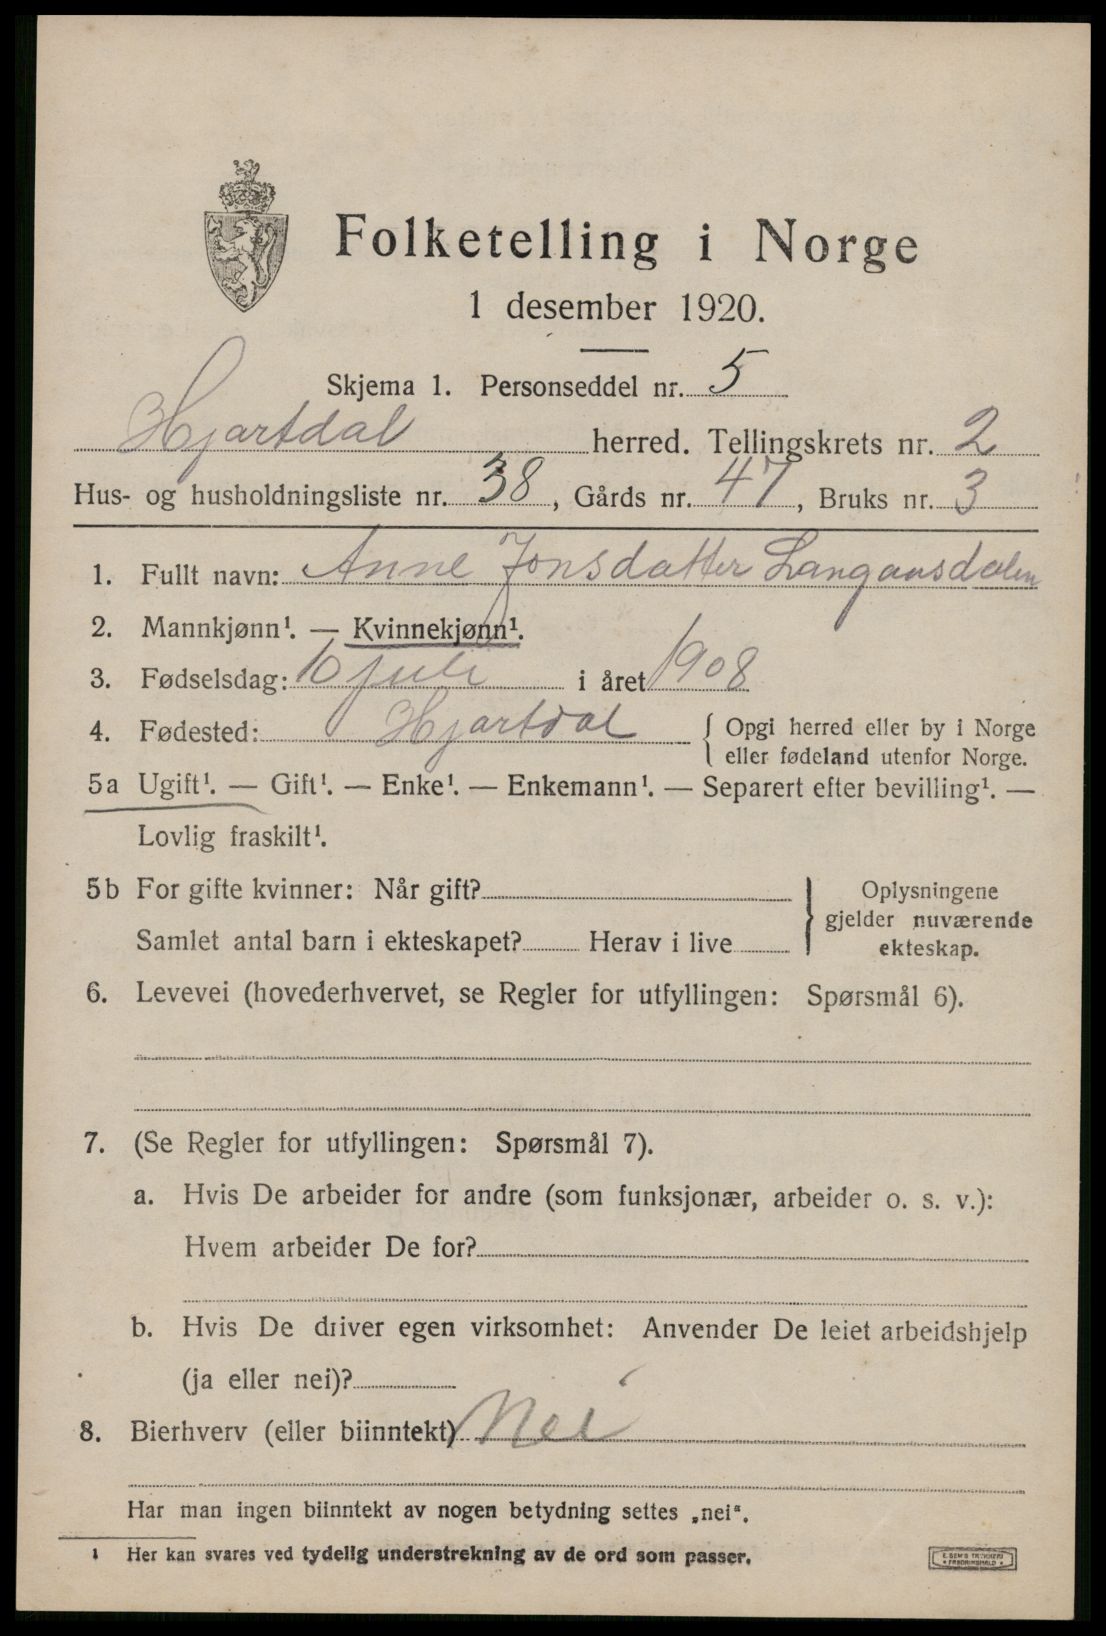 Folketelling i Norge
1 desember 1920.
Skjema 1. Personseddel nr. 5
Hjartdal herred. Tellingskrets nr. 2
Hus- og husholdningsliste nr. 38, Gårds nr. 47, Bruks nr. 3
1. Fullt navn: Anne Jonsdatter Langaasdalen
2. Mannkjønn¹. — Kvinnekjønn¹.
3. Fødselsdag: 10 juli i året 1908
4. Fødested: Hjartdal { Opgi herred eller by i Norge
eller fødeland utenfor Norge.
5a Ugift¹. — Gift¹. — Enke¹. — Enkemann¹. — Separert efter bevilling¹. —
Lovlig fraskilt¹.
5b For gifte kvinner: Når gift? } Oplysningene
gjelder nuværende
Samlet antal barn i ekteskapet? Herav i live
ekteskap.
6. Levevei (hovederhvervet, se Regler for utfyllingen: Spørsmål 6).
7. (Se Regler for utfyllingen: Spørsmål 7).
a. Hvis De arbeider for andre (som funksjonær, arbeider o. s. v.):
Hvem arbeider De for?
b. Hvis De driver egen virksomhet: Anvender De leiet arbeidshjelp
(ja eller nei)?
8. Bierhverv (eller biinntekt) Nei
Har man ingen biinntekt av nogen betydning settes „nei“.
¹ Her kan svares ved tydelig understrekning av de ord som passer.
E. SEM'S TRYKKERI
FREDRIKSHALD